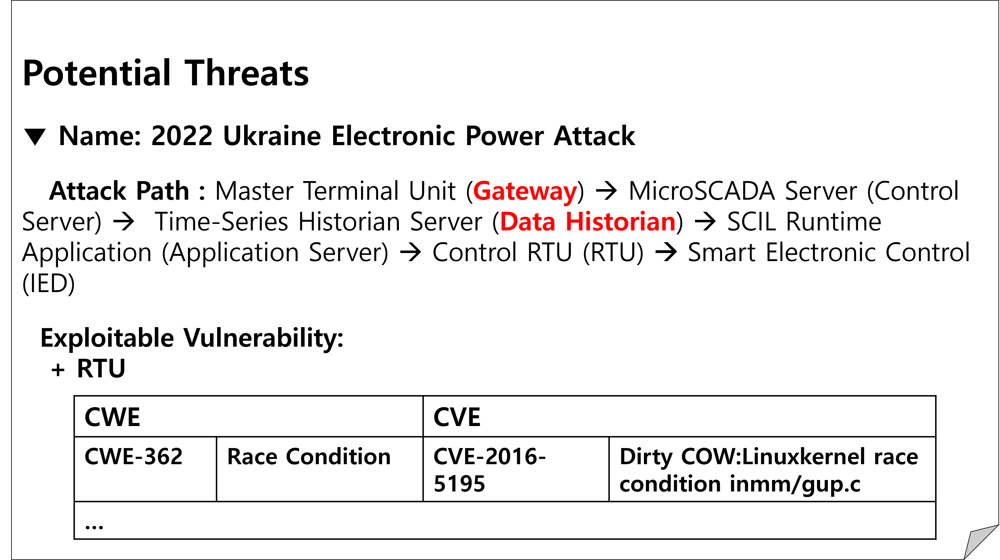 Potential Threats
▼ Name: 2022 Ukraine Electronic Power Attack
Attack Path : Master Terminal Unit (Gateway) → MicroSCADA Server (Control
Server) → Time-Series Historian Server (Data Historian) → SCIL Runtime
Application (Application Server) → Control RTU (RTU) → Smart Electronic Control
(IED)
Exploitable Vulnerability:
+ RTU
CWE CVE
CWE-362 Race Condition CVE-2016-
5195
Dirty COW:Linuxkernel race
condition inmm/gup.c
...